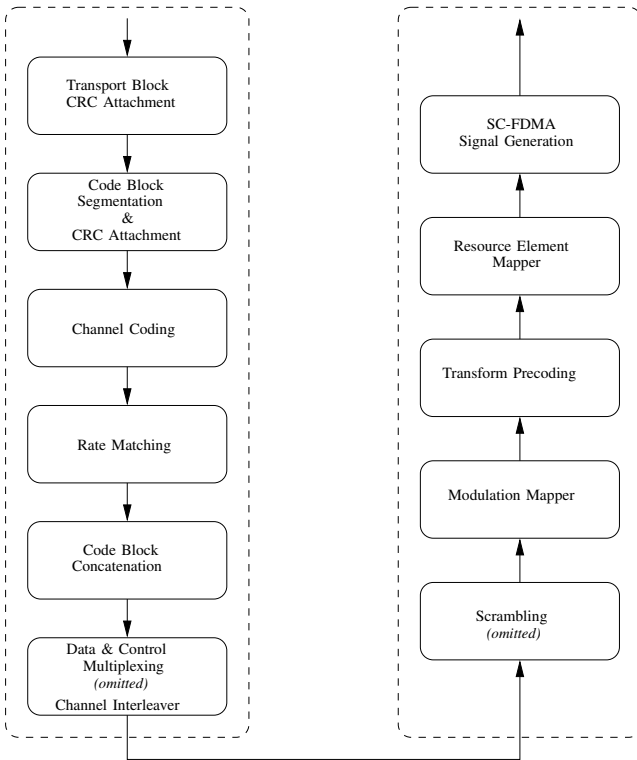 Transport Block
CRC Attachment
Code Block
Segmentation
&
CRC Attachment
Channel Coding
Rate Matching
Code Block
Concatenation
Data & Control
Multiplexing
(omitted)
Channel Interleaver
SC-FDMA
Signal Generation
Resource Element
Mapper
Transform Precoding
Modulation Mapper
Scrambling
(omitted)